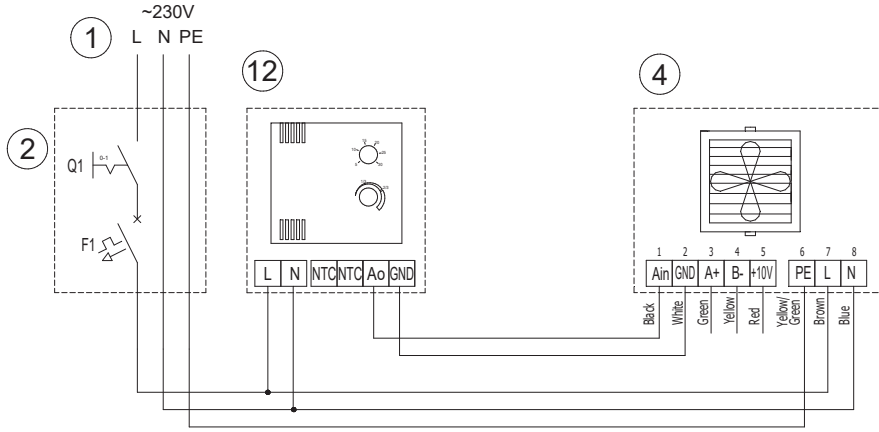 ~230V
1 L N PE
12
4
2
Q1 0-1
F1
L N NTC NTC Ao GND
1 2 3 4 5 6 7 8
Ain GND A+ B- +10V PE L N
Black White Green Yellow Red Yellow/ Green Brown Blue